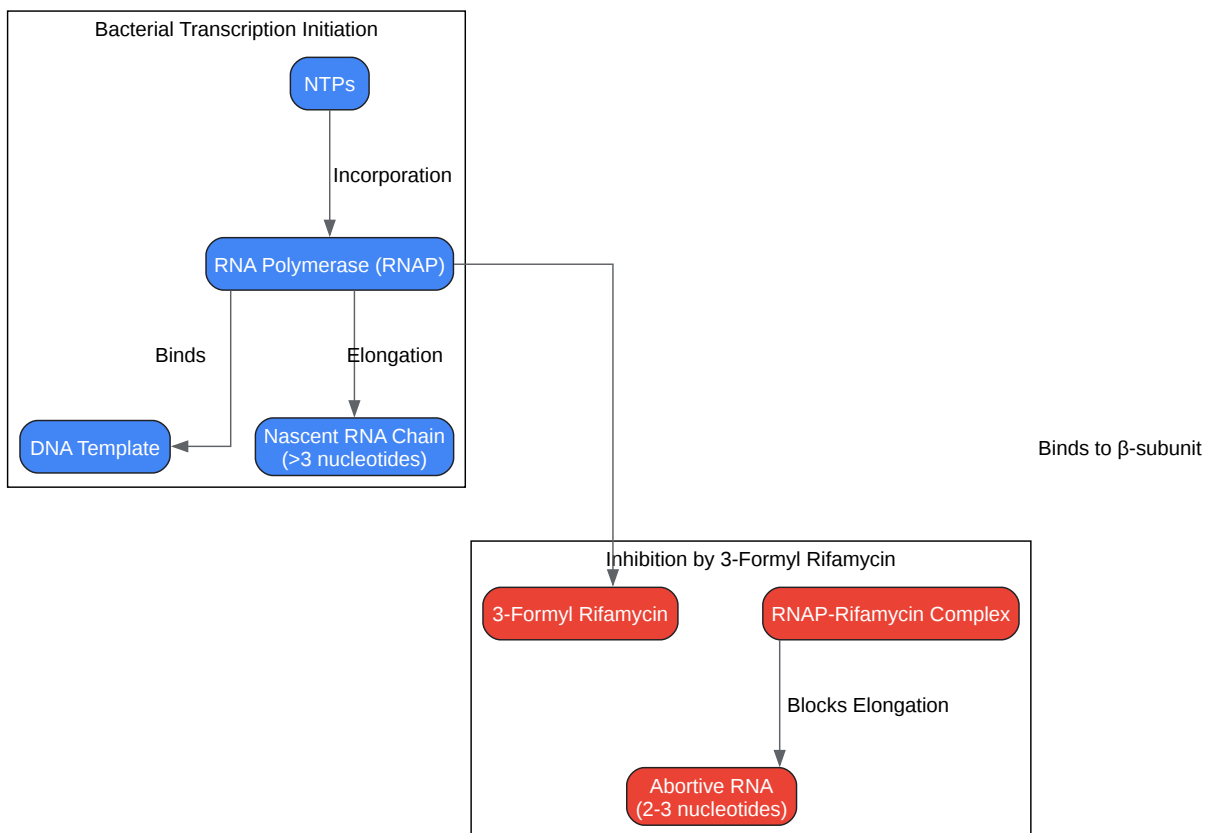 Bacterial Transcription Initiation
NTPs
Incorporation
RNA Polymerase (RNAP)
Binds
Elongation
DNA Template
Nascent RNA Chain
(>3 nucleotides)
Binds to β-subunit
Inhibition by 3-Formyl Rifamycin
3-Formyl Rifamycin
RNAP-Rifamycin Complex
Blocks Elongation
Abortive RNA
(2-3 nucleotides)